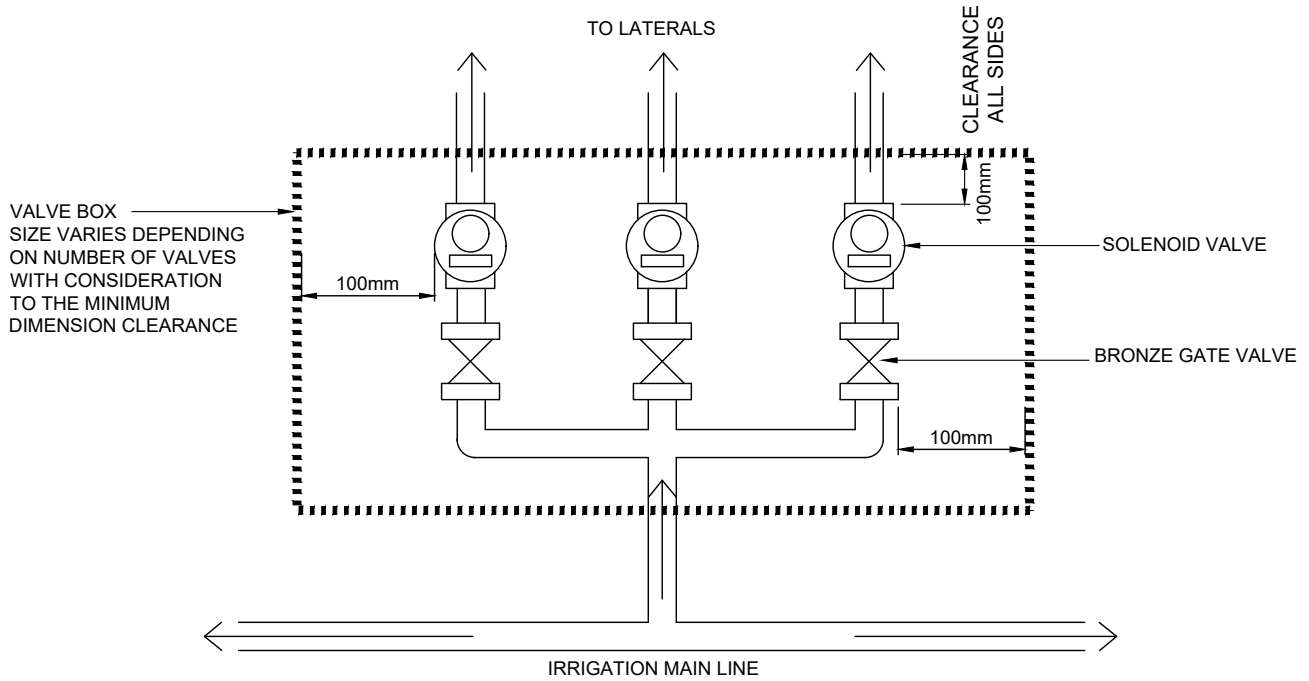 TO LATERALS
CLEARANCE
ALL SIDES
100mm
VALVE BOX
SIZE VARIES DEPENDING
ON NUMBER OF VALVES
WITH CONSIDERATION
TO THE MINIMUM
DIMENSION CLEARANCE
SOLENOID VALVE
100mm
BRONZE GATE VALVE
100mm
IRRIGATION MAIN LINE